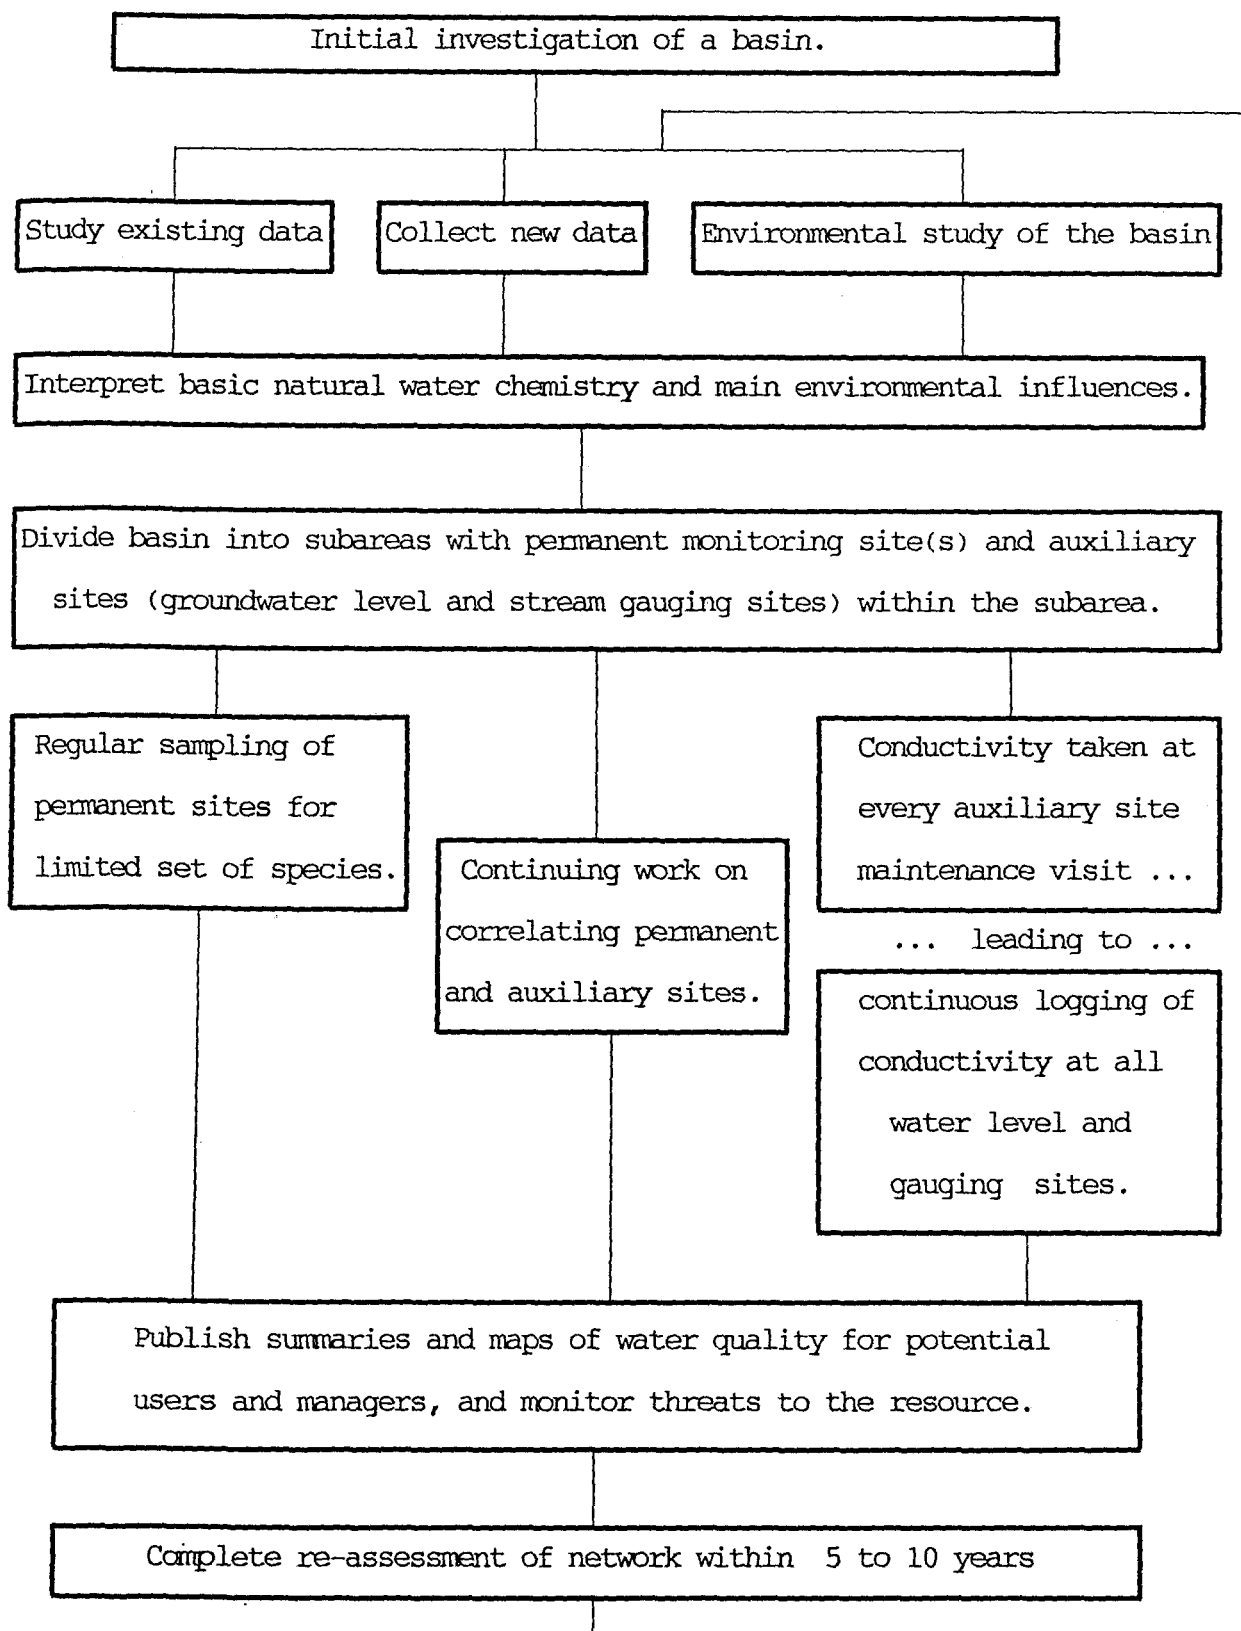 Initial investigation of a basin.
Study existing data
Collect new data
Environmental study of the basin
Interpret basic natural water chemistry and main environmental influences.
Divide basin into subareas with permanent monitoring site(s) and auxiliary
sites (groundwater level and stream gauging sites) within the subarea.
Regular sampling of
permanent sites for
limited set of species.
Continuing work on
correlating permanent
and auxiliary sites.
Conductivity taken at
every auxiliary site
maintenance visit ...
... leading to ...
continuous logging of
conductivity at all
water level and
gauging sites.
Publish summaries and maps of water quality for potential
users and managers, and monitor threats to the resource.
Complete re-assessment of network within 5 to 10 years